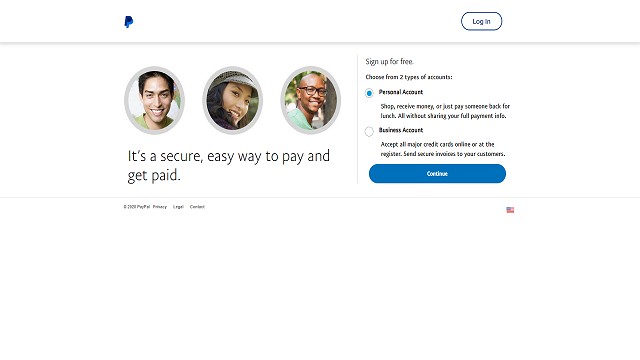 Log In
Sign up for free.
Choose from 2 types of accounts:
Personal Account
Shop, receive money, or just pay someone back for
lunch. All without sharing your full payment info.
Business Account
Accept all major credit cards online or at the
register. Send secure invoices to your customers.
Continue
It's a secure, easy way to pay and
get paid.
© 2020 PayPal Privacy Legal Contact